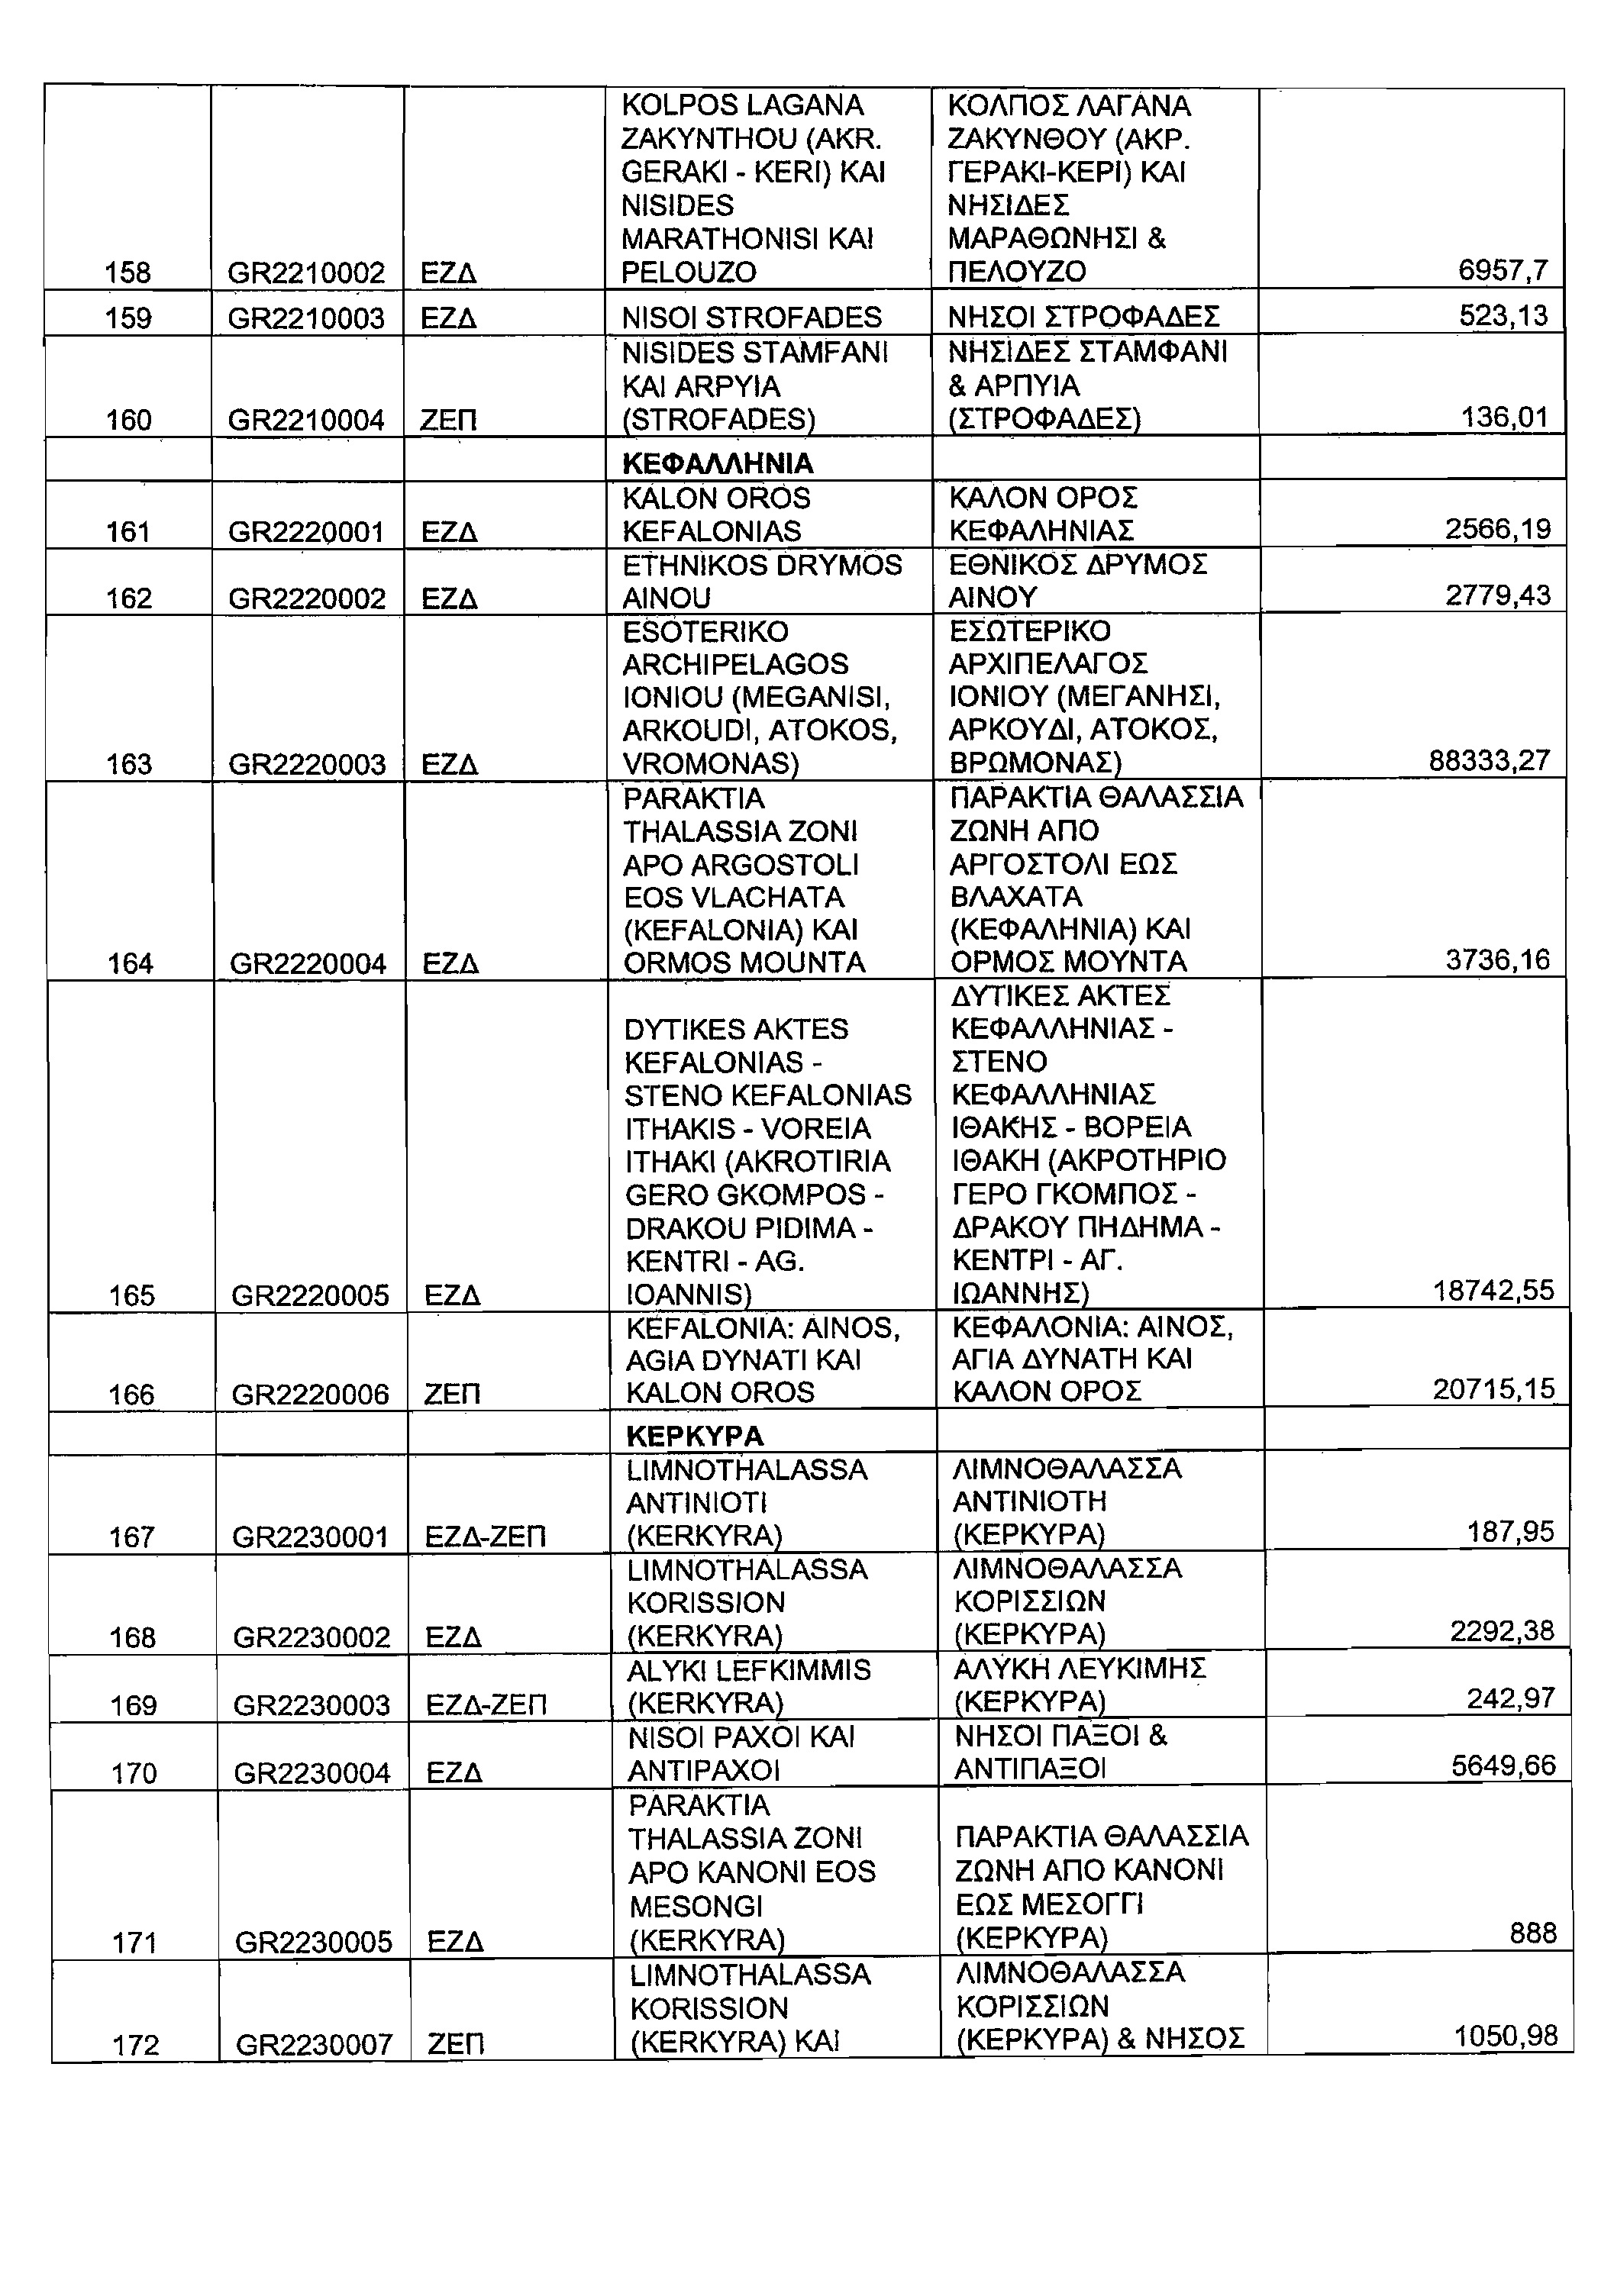 KOLPOS LAGANA ΚΟΛΠΟΣ ΛΑΓΑΝΑ
ZAKYNTHOU (AKR. ΖΑΚΥΝΘΟΥ (ΑΚΡ.
GERAKI - KERI) KAI ΓΕΡΑΚΙ-ΚΕΡΙ) ΚΑΙ
NISIDES ΝΗΣΙΔΕΣ
MARATHONISI KAI ΜΑΡΑΘΩΝΗΣΙ &
158 GR2210002 ΕΖΔ PELOUZO ΠΕΛΟΥΖΟ 6957,7
159 GR2210003 ΕΖΔ NISOI STROFADES ΝΗΣΟΙ ΣΤΡΟΦΑΔΕΣ 523,13
NISIDES STAMFANI ΝΗΣΙΔΕΣ ΣΤΑΜΦΑΝΙ
KAI ARPYIA & ΑΡΠΥΙΑ
160 GR2210004 ΖΕΠ (STROFADES) (ΣΤΡΟΦΑΔΕΣ) 136,01
ΚΕΦΑΛΛΗΝΙΑ
KALON OROS ΚΑΛΟΝ ΟΡΟΣ
161 GR2220001 ΕΖΔ KEFALONIAS ΚΕΦΑΛΗΝΙΑΣ 2566,19
ETHNIKOS DRYMOS ΕΘΝΙΚΟΣ ΔΡΥΜΟΣ
162 GR2220002 ΕΖΔ AINOU ΑΙΝΟΥ 2779,43
ESOTERIKO ΕΣΩΤΕΡΙΚΟ
ARCHIPELAGOS ΑΡΧΙΠΕΛΑΓΟΣ
IONIOU (MEGANISI, ΙΟΝΙΟΥ (ΜΕΓΑΝΗΣΙ,
ARKOUDI, ATOKOS, ΑΡΚΟΥΔΙ, ΑΤΟΚΟΣ,
163 GR2220003 ΕΖΔ VROMONAS) ΒΡΩΜΟΝΑΣ) 88333,27
PARAKTIA ΠΑΡΑΚΤΙΑ ΘΑΛΑΣΣΙΑ
THALASSIA ZONI ΖΩΝΗ ΑΠΟ
APO ARGOSTOLI ΑΡΓΟΣΤΟΛΙ ΕΩΣ
EOS VLACHATA ΒΛΑΧΑΤΑ
(KEFALONIA) KAI (ΚΕΦΑΛΗΝΙΑ) ΚΑΙ
164 GR2220004 ΕΖΔ ORMOS MOUNTA ΟΡΜΟΣ ΜΟΥΝΤΑ 3736,16
ΔΥΤΙΚΕΣ ΑΚΤΕΣ
DYTIKES AKTES ΚΕΦΑΛΛΗΝΙΑΣ -
KEFALONIAS - ΣΤΕΝΟ
STENO KEFALONIAS ΚΕΦΑΛΛΗΝΙΑΣ
ITHAKIS - VOREIA ΙΘΑΚΗΣ - ΒΟΡΕΙΑ
ITHAKI (AKROTIRIA ΙΘΑΚΗ (ΑΚΡΟΤΗΡΙΟ
GERO GKOMPOS - ΓΕΡΟ ΓΚΟΜΠΟΣ -
DRAKOU PIDIMA - ΔΡΑΚΟΥ ΠΗΔΗΜΑ -
KENTRI - AG. ΚΕΝΤΡΙ - ΑΓ.
165 GR2220005 ΕΖΔ IOANNIS) ΙΩΑΝΝΗΣ) 18742,55
KEFALONIA: AINOS, ΚΕΦΑΛΟΝΙΑ: ΑΙΝΟΣ,
AGIA DYNATI KAI ΑΓΙΑ ΔΥΝΑΤΗ ΚΑΙ
166 GR2220006 ΖΕΠ KALON OROS ΚΑΛΟΝ ΟΡΟΣ 20715,15
ΚΕΡΚΥΡΑ
LIMNOTHALASSA ΛΙΜΝΟΘΑΛΑΣΣΑ
ANTINIOTI ΑΝΤΙΝΙΟΤΗ
167 GR2230001 ΕΖΔ-ΖΕΠ (KERKYRA) (ΚΕΡΚΥΡΑ) 187,95
LIMNOTHALASSA ΛΙΜΝΟΘΑΛΑΣΣΑ
KORISSION ΚΟΡΙΣΣΙΩΝ
168 GR2230002 ΕΖΔ (KERKYRA) (ΚΕΡΚΥΡΑ) 2292,38
ALYKI LEFKIMMIS ΑΛΥΚΗ ΛΕΥΚΙΜΗΣ
169 GR2230003 ΕΖΔ-ΖΕΠ (KERKYRA) (ΚΕΡΚΥΡΑ) 242,97
NISOI PAXOI KAI ΝΗΣΟΙ ΠΑΞΟΙ &
170 GR2230004 ΕΖΔ ANTIPAXOI ΑΝΤΙΠΑΞΟΙ 5649,66
PARAKTIA
THALASSIA ZONI ΠΑΡΑΚΤΙΑ ΘΑΛΑΣΣΙΑ
APO KANONI EOS ΖΩΝΗ ΑΠΟ ΚΑΝΟΝΙ
MESONGI ΕΩΣ ΜΕΣΟΓΓΙ
171 GR2230005 ΕΖΔ (KERKYRA) (ΚΕΡΚΥΡΑ) 888
LIMNOTHALASSA ΛΙΜΝΟΘΑΛΑΣΣΑ
KORISSION ΚΟΡΙΣΣΙΩΝ
172 GR2230007 ΖΕΠ (KERKYRA) KAI (ΚΕΡΚΥΡΑ) & ΝΗΣΟΣ 1050,98